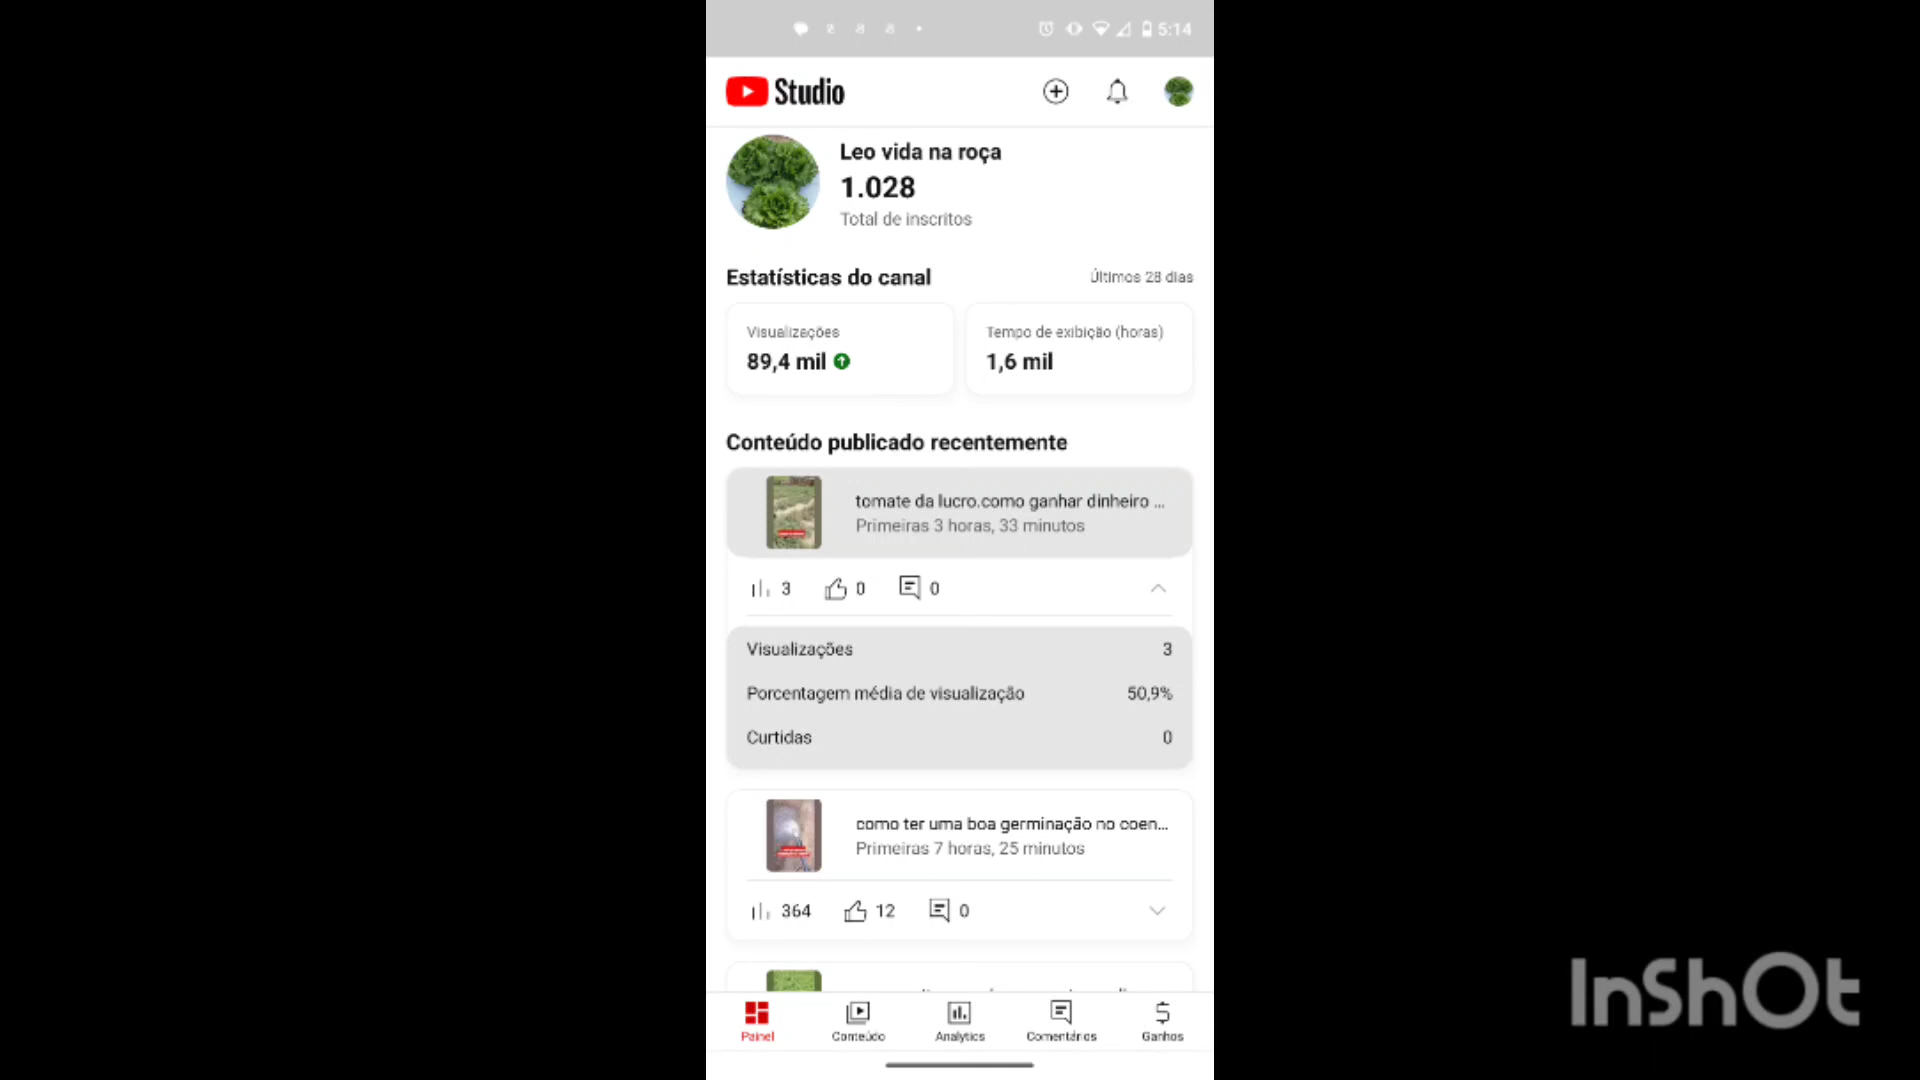 5:14
Studio
Leo vida na roça
1.028
Total de inscritos
Estatísticas do canal
Últimos 28 dias
Visualizações
Tempo de exibição (horas)
89,4 mil
1,6 mil
Conteúdo publicado recentemente
tomate da lucro.como ganhar dinheiro ...
Primeiras 3 horas, 33 minutos
3 0 0
Visualizações 3
Porcentagem média de visualização 50,9%
Curtidas 0
como ter uma boa germinação no coen...
Primeiras 7 horas, 25 minutos
364 12 0
Painel
Conteúdo
Analytics
Comentários
Ganhos
InShOt